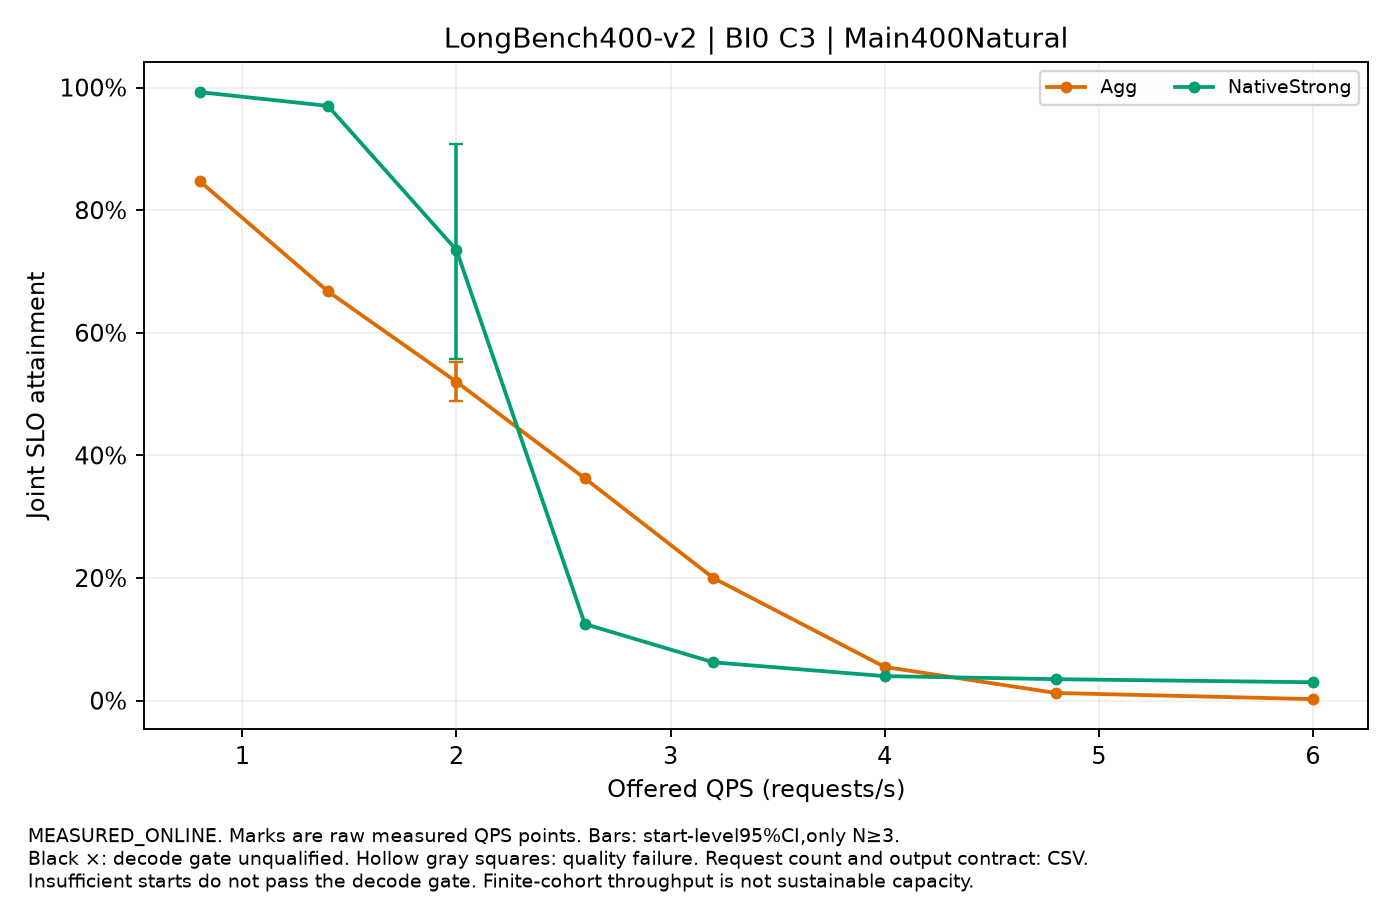 LongBench400-v2 | BI0 C3 | Main400Natural
Agg
NativeStrong
100%
80%
60%
40%
20%
0%
Joint SLO attainment
1
2
3
4
5
6
Offered QPS (requests/s)
MEASURED_ONLINE. Marks are raw measured QPS points. Bars: start-level95%CI,only N≥3.
Black ×: decode gate unqualified. Hollow gray squares: quality failure. Request count and output contract: CSV.
Insufficient starts do not pass the decode gate. Finite-cohort throughput is not sustainable capacity.